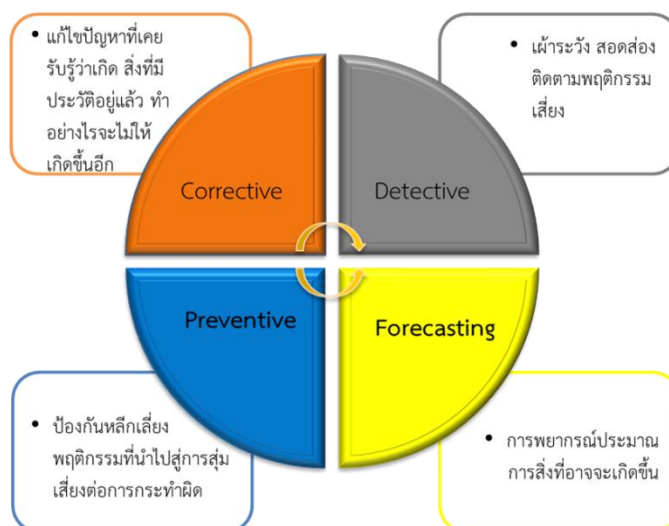 • แก้ไขปัญหาที่เคย
รับรู้ว่าเกิด สิ่งที่มี
ประวัติอยู่แล้ว ทำ
อย่างไรจะไม่ให้
เกิดขึ้นอีก
• เฝ้าระวัง สอดส่อง
ติดตามพฤติกรรม
เสี่ยง
Corrective
Detective
Preventive
Forecasting
• ป้องกันหลีกเลี่ยง
พฤติกรรมที่นำไปสู่การสุ่ม
เสี่ยงต่อการกระทำผิด
• การพยากรณ์ประมาณ
การสิ่งที่อาจจะเกิดขึ้น